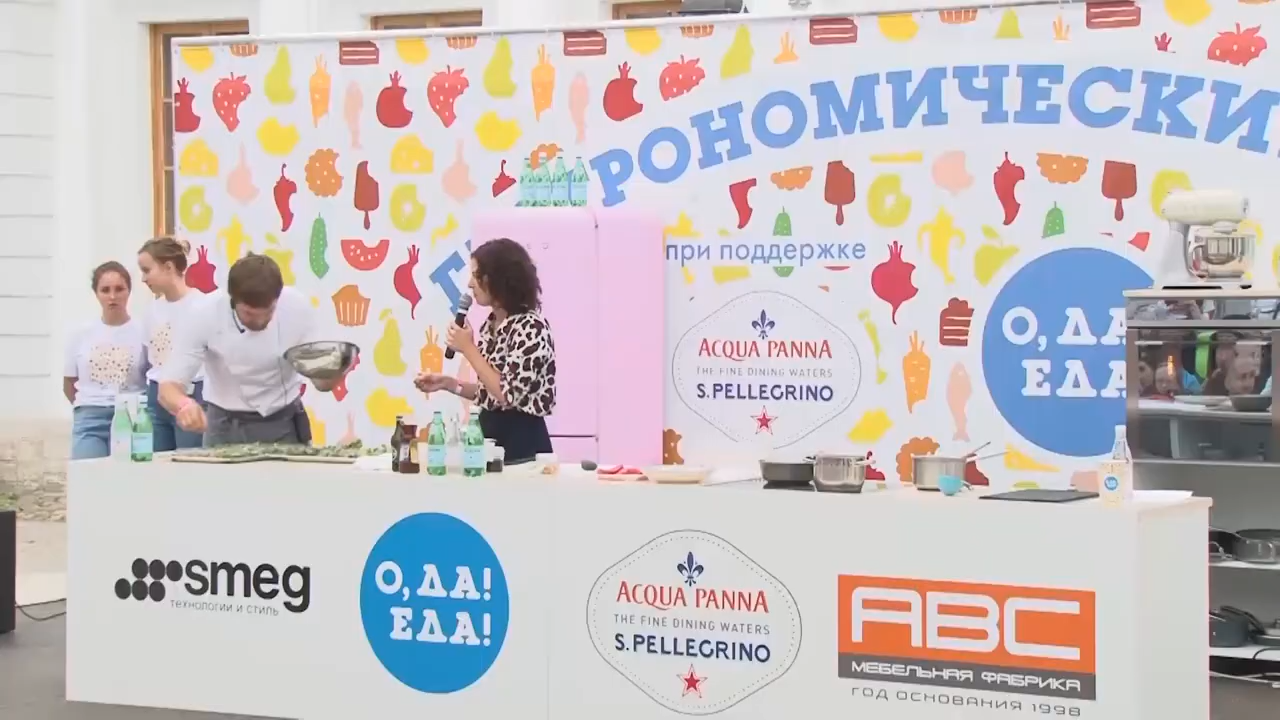 РОНОМИЧЕСКИ
при поддержке
ACQUA PANNA
THE FINE DINING WATERS
S.PELLEGRINO
О, ДА
ЕДА
smeg
технологии и стиль
О, ДА!
ЕДА!
ACQUA PANNA
THE FINE DINING WATERS
S.PELLEGRINO
АВС
МЕБЕЛЬНАЯ ФАБРИКА
ГОД ОСНОВАНИЯ 1998